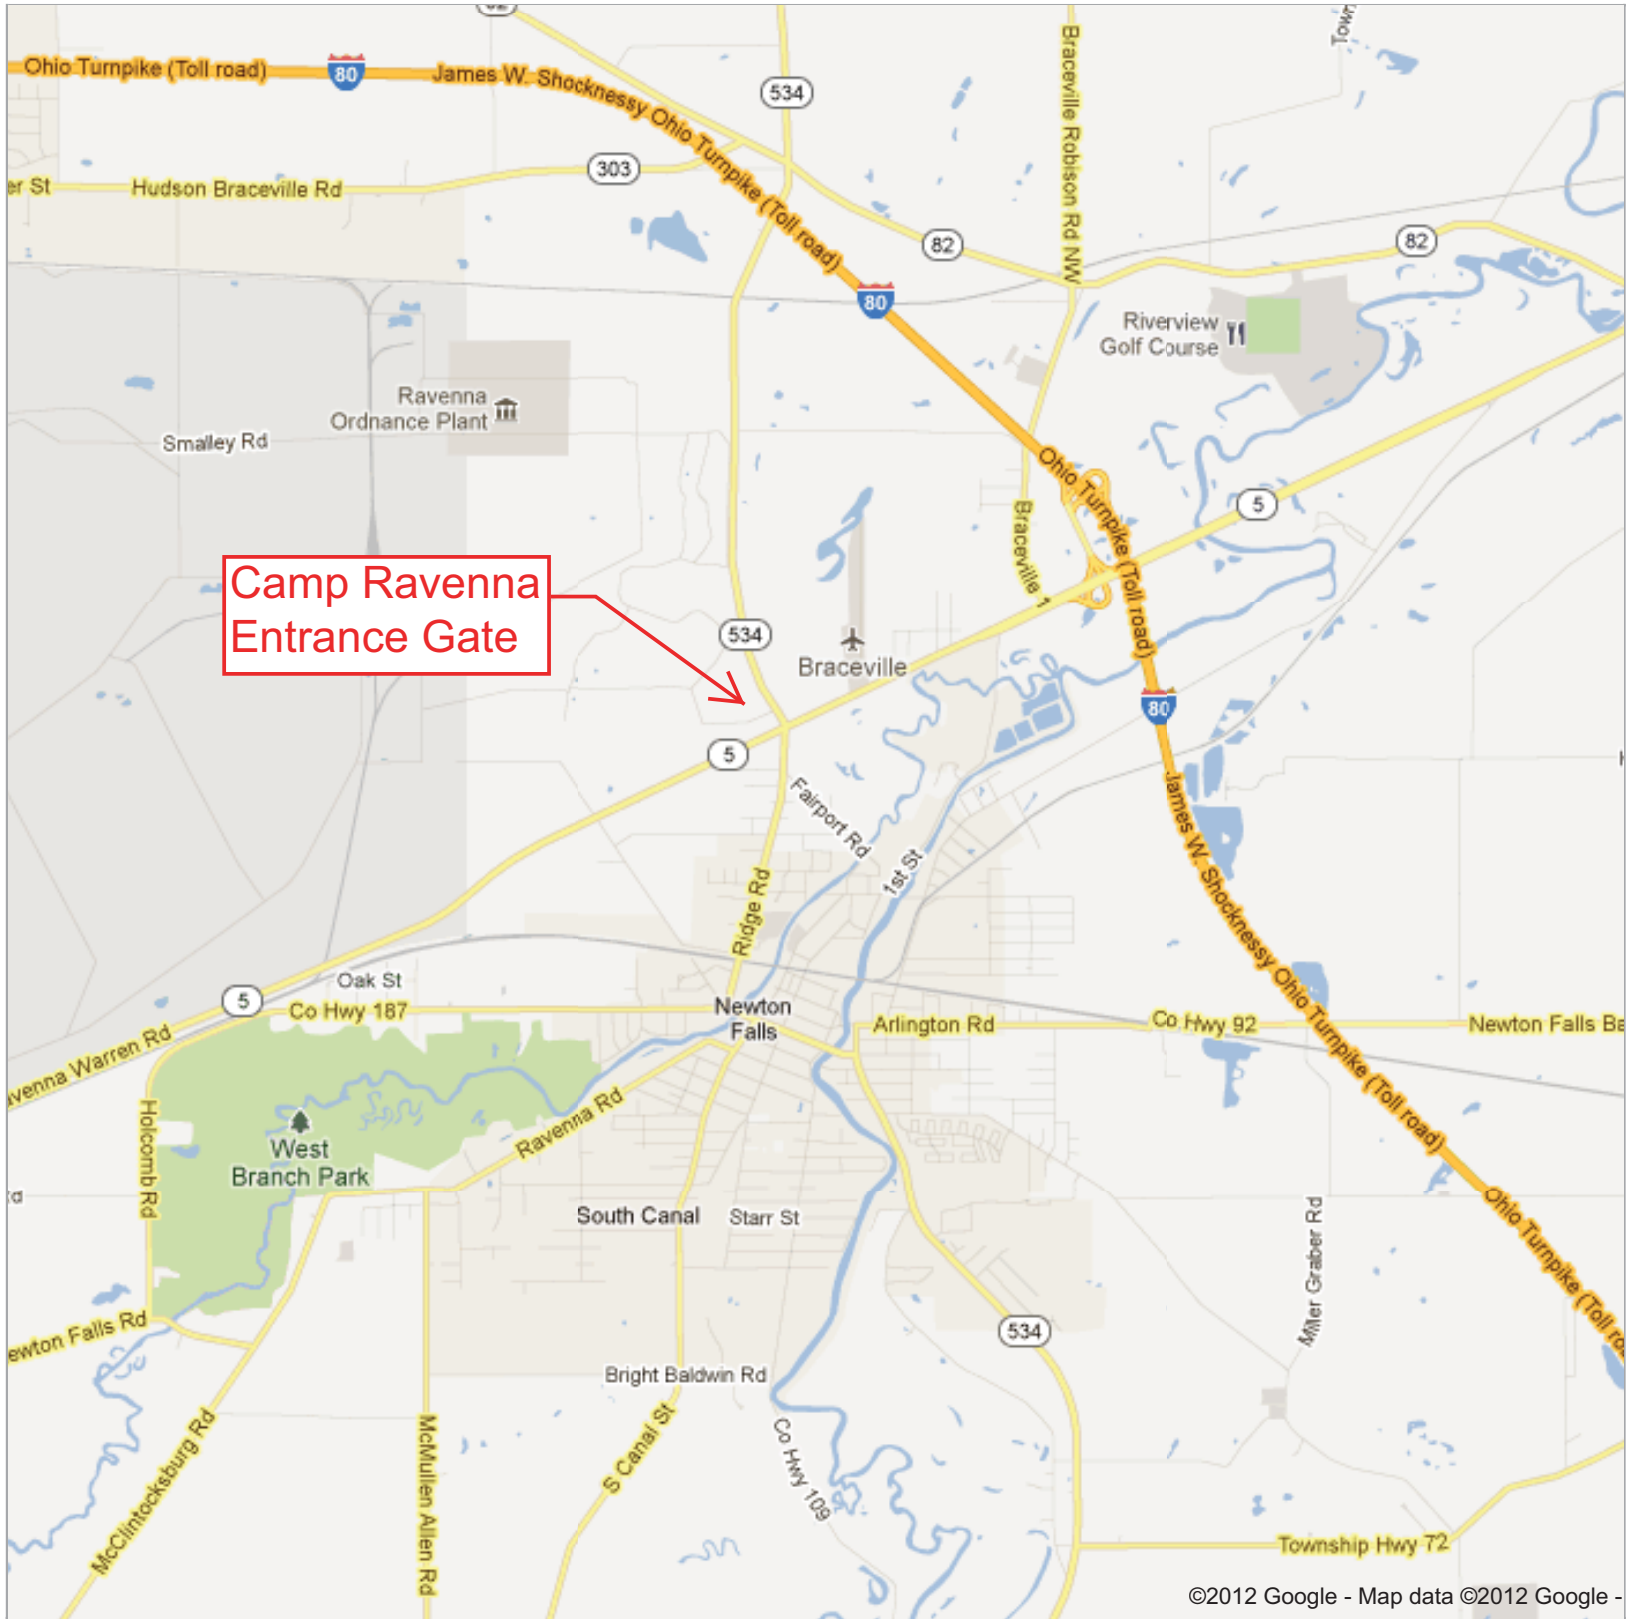 82
Ohio Turnpike (Toll road)
80
James W. Shocknessy Ohio Turnpike (Toll road)
534
Braceville Robison Rd NW
Town
303
er St
Hudson Braceville Rd
82
82
80
Riverview
Golf Course
Ravenna
Ordnance Plant
Smalley Rd
Ohio Turnpike (Toll road)
5
Braceville 1
Camp Ravenna
Entrance Gate
534
Braceville
80
5
Fairport Rd
James W. Shocknessy Ohio Turnpike (Toll road)
1st St
Ridge Rd
Oak St
5
Co Hwy 187
Newton
Falls
Arlington Rd
Co Hwy 92
Newton Falls Ba
avenna Warren Rd
Holcomb Rd
Ravenna Rd
West
Branch Park
South Canal
Starr St
Miller Graber Rd
Ohio Turnpike (Toll ro
ewton Falls Rd
534
Bright Baldwin Rd
McClintocksburg Rd
McMullen Allen Rd
S Canal St
Co Hwy 109
Township Hwy 72
©2012 Google - Map data ©2012 Google -